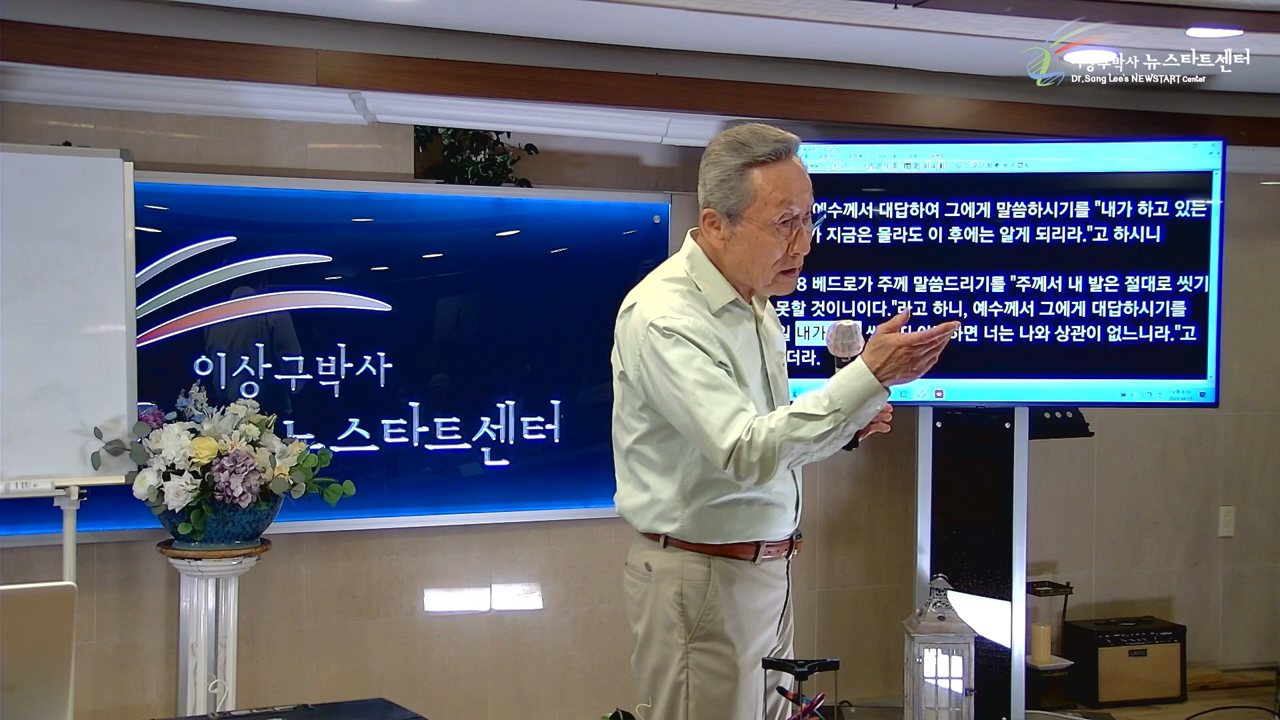 이상구박사 뉴스타트센터
Dr. Sang Lee's NEWSTART Center
예수께서 대답하여 그에게 말씀하시기를 "내가 하고 있는
지금은 몰라도 이 후에는 알게 되리라."고 하시니
8 베드로가 주께 말씀드리기를 "주께서 내 발은 절대로 씻기
못할 것이니이다."라고 하니, 예수께서 그에게 대답하시기를
내가 하면 너는 나와 상관이 없느니라."고
더라.
이상구박사
뉴스타트센터